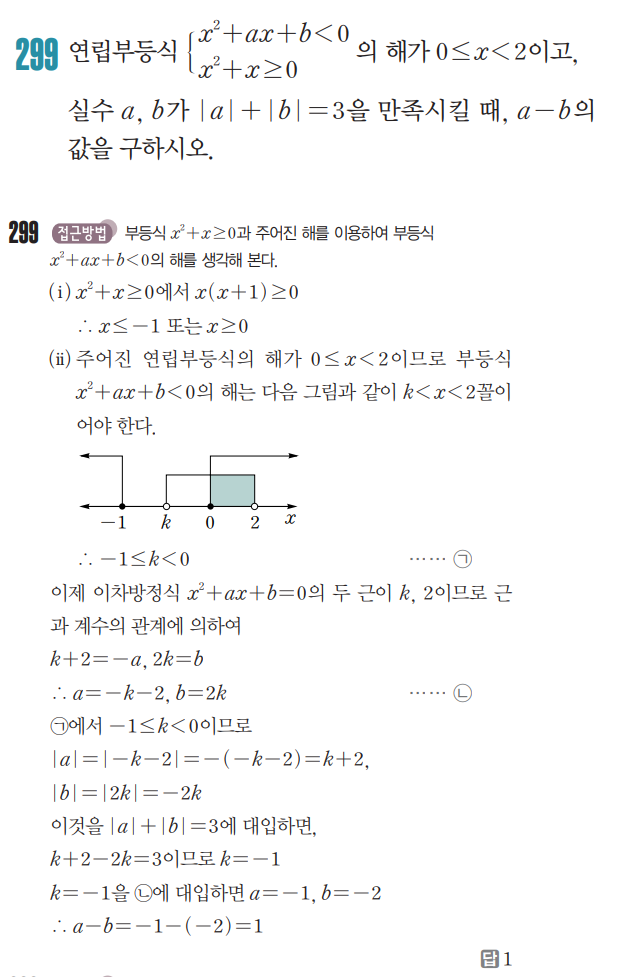 299 연립부등식 { x²+ax+b<0
x²+x≥0 의 해가 0≤x<2이고,
실수 a, b가 |a|+|b|=3을 만족시킬 때, a-b의
값을 구하시오.
299 접근방법 부등식 x²+x≥0과 주어진 해를 이용하여 부등식
x²+ax+b<0의 해를 생각해 본다.
(ⅰ) x²+x≥0에서 x(x+1)≥0
∴ x≤-1 또는 x≥0
(ⅱ) 주어진 연립부등식의 해가 0≤x<2이므로 부등식
x²+ax+b<0의 해는 다음 그림과 같이 k<x<2꼴이
어야 한다.
-1 k 0 2 x
∴ -1≤k<0 …… ㉠
이제 이차방정식 x²+ax+b=0의 두 근이 k, 2이므로 근
과 계수의 관계에 의하여
k+2=-a, 2k=b
∴ a=-k-2, b=2k …… ㉡
㉠에서 -1≤k<0이므로
|a|=|-k-2|=-(-k-2)=k+2,
|b|=|2k|=-2k
이것을 |a|+|b|=3에 대입하면,
k+2-2k=3이므로 k=-1
k=-1을 ㉡에 대입하면 a=-1, b=-2
∴ a-b=-1-(-2)=1
답 1